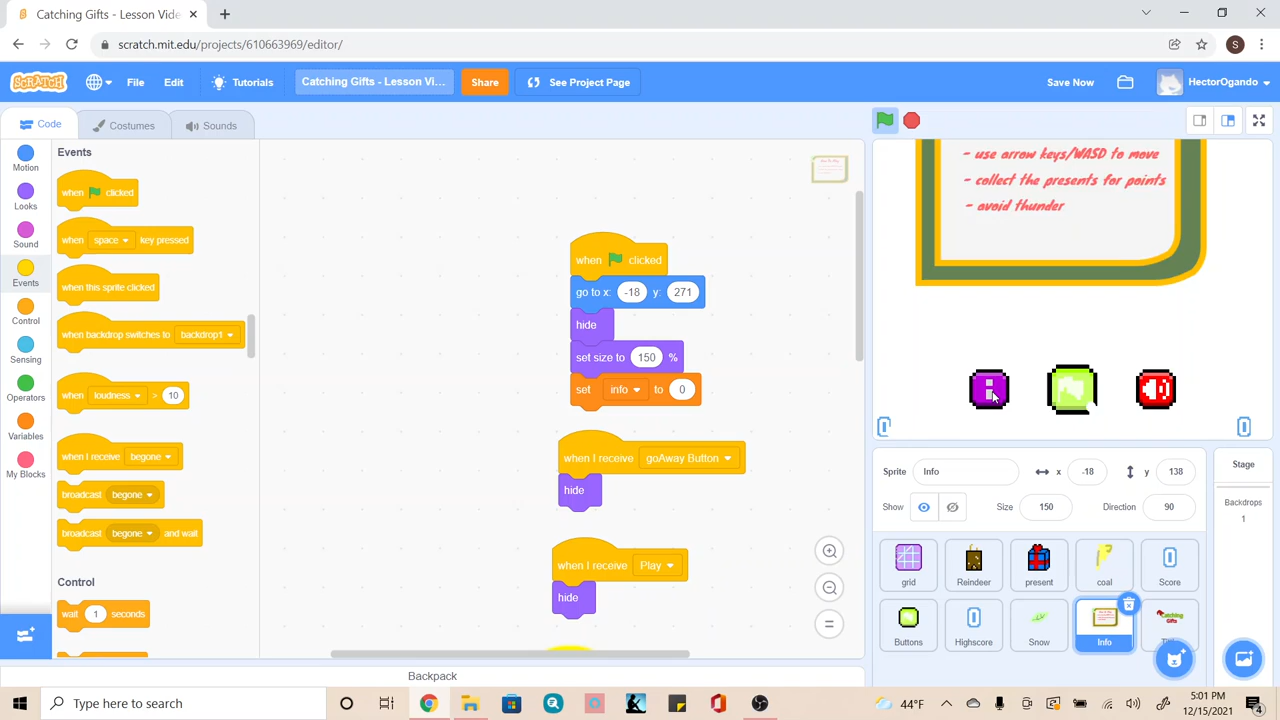 Catching Gifts - Lesson Vide
scratch.mit.edu/projects/610663969/editor/
S
SCRATCH
File
Edit
Tutorials
Catching Gifts - Lesson Vi...
Share
See Project Page
Save Now
HectorOgando
Code
Costumes
Sounds
Motion
Looks
Sound
Events
Control
Sensing
Operators
Variables
My Blocks
Events
when clicked
when space key pressed
when this sprite clicked
when backdrop switches to backdrop1
when loudness > 10
when I receive begone
broadcast begone
broadcast begone and wait
Control
wait 1 seconds
when clicked
go to x: -18 y: 271
hide
set size to 150 %
set info to 0
when I receive goAway Button
hide
when I receive Play
hide
Backpack
- use arrow keys/WASD to move
- collect the presents for points
- avoid thunder
0
0
Sprite Info x -18 y 138
Show Size 150 Direction 90
Stage
Backdrops
1
grid
Reindeer
present
coal
Score
Buttons
Highscore
Snow
Info
Type here to search
44°F
5:01 PM
12/15/2021
4